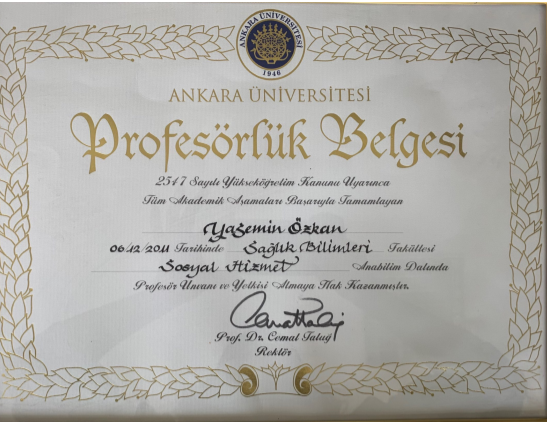 ANKARA ÜNİVERSİTESİ
1946
ANKARA ÜNİVERSİTESİ
Profesörlük Belgesi
2547 Sayılı Yükseköğretim Kanunu Uyarınca
Tüm Akademik Aşamaları Başarıyla Tamamlayan
Yasemin Özkan
06/12/2011 Tarihinde Sağlık Bilimleri Fakültesi
Sosyal Hizmet Anabilim Dalında
Profesör Unvanı ve Yetkisi Almaya Hak Kazanmıştır.
Prof. Dr. Cemal Taluğ
Rektör